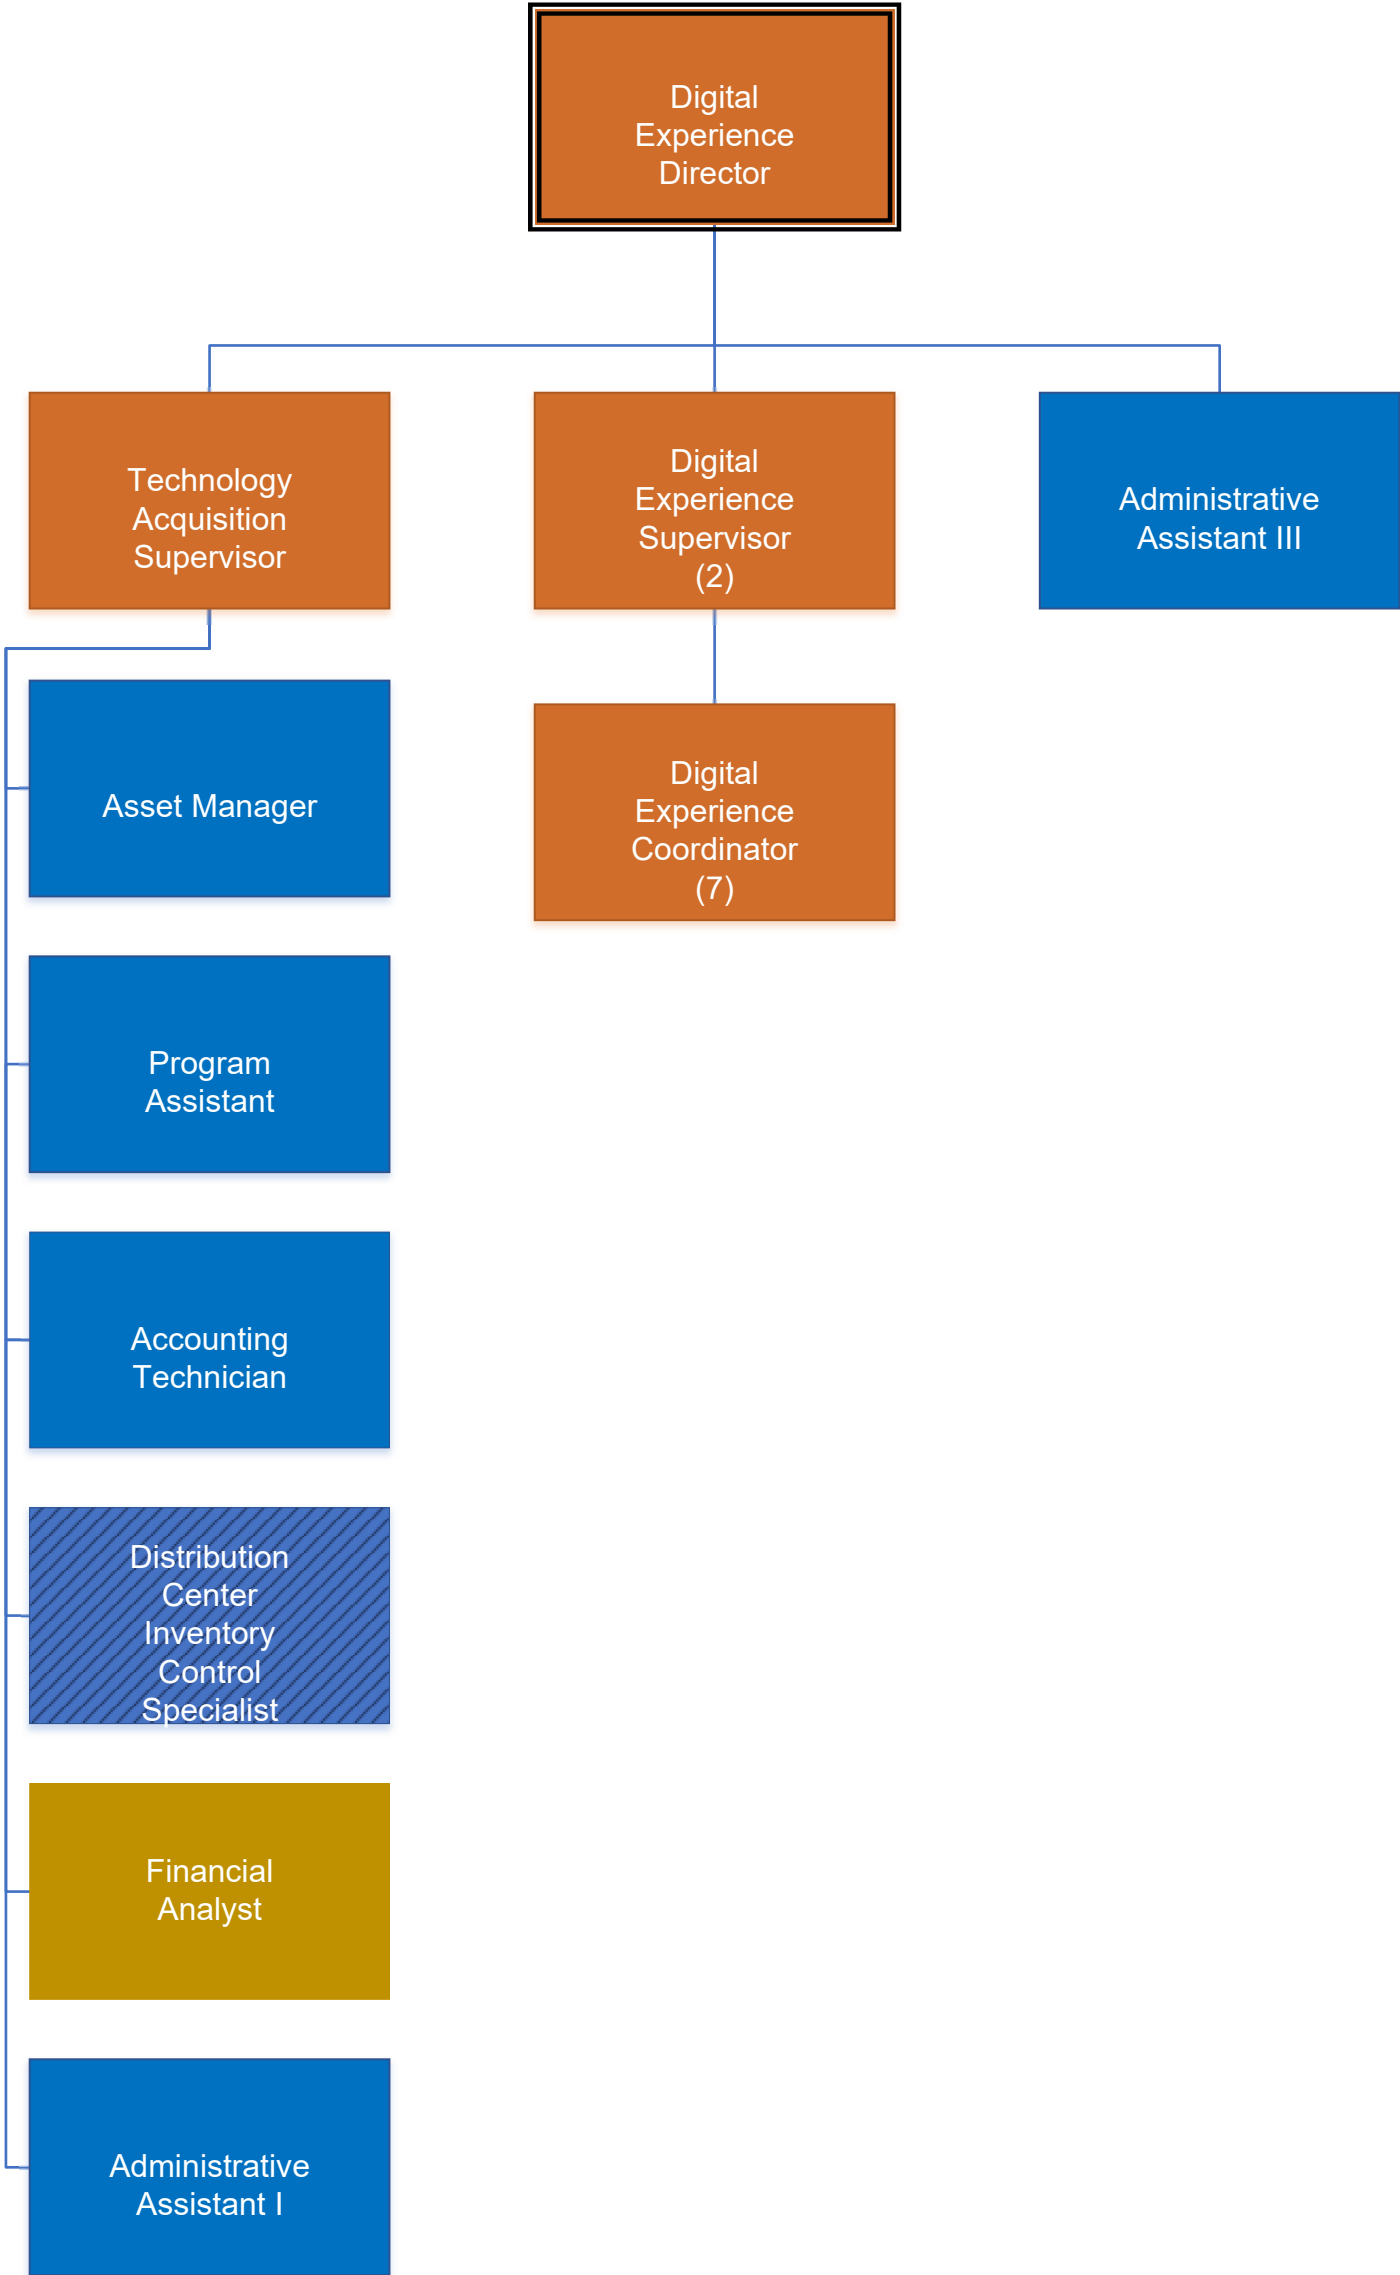 Digital
Experience
Director
Technology
Acquisition
Supervisor
Digital
Experience
Supervisor
(2)
Administrative
Assistant III
Asset Manager
Digital
Experience
Coordinator
(7)
Program
Assistant
Accounting
Technician
Distribution
Center
Inventory
Control
Specialist
Financial
Analyst
Administrative
Assistant I